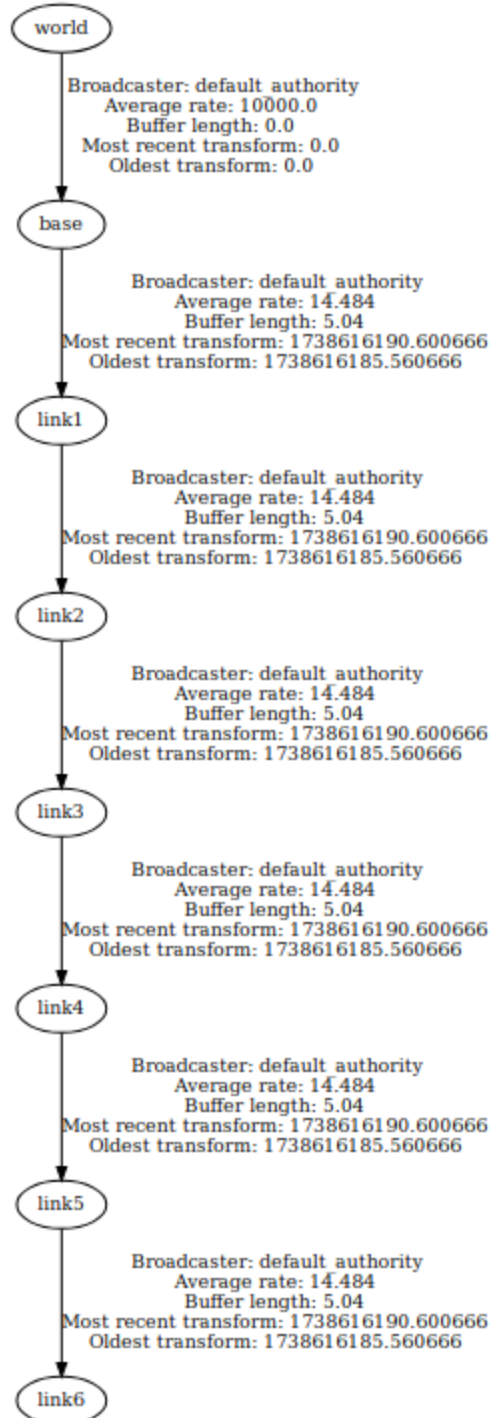 world
Broadcaster: default_authority
Average rate: 10000.0
Buffer length: 0.0
Most recent transform: 0.0
Oldest transform: 0.0
base
Broadcaster: default_authority
Average rate: 14.484
Buffer length: 5.04
Most recent transform: 1738616190.600666
Oldest transform: 1738616185.560666
link1
Broadcaster: default_authority
Average rate: 14.484
Buffer length: 5.04
Most recent transform: 1738616190.600666
Oldest transform: 1738616185.560666
link2
Broadcaster: default_authority
Average rate: 14.484
Buffer length: 5.04
Most recent transform: 1738616190.600666
Oldest transform: 1738616185.560666
link3
Broadcaster: default_authority
Average rate: 14.484
Buffer length: 5.04
Most recent transform: 1738616190.600666
Oldest transform: 1738616185.560666
link4
Broadcaster: default_authority
Average rate: 14.484
Buffer length: 5.04
Most recent transform: 1738616190.600666
Oldest transform: 1738616185.560666
link5
Broadcaster: default_authority
Average rate: 14.484
Buffer length: 5.04
Most recent transform: 1738616190.600666
Oldest transform: 1738616185.560666
link6